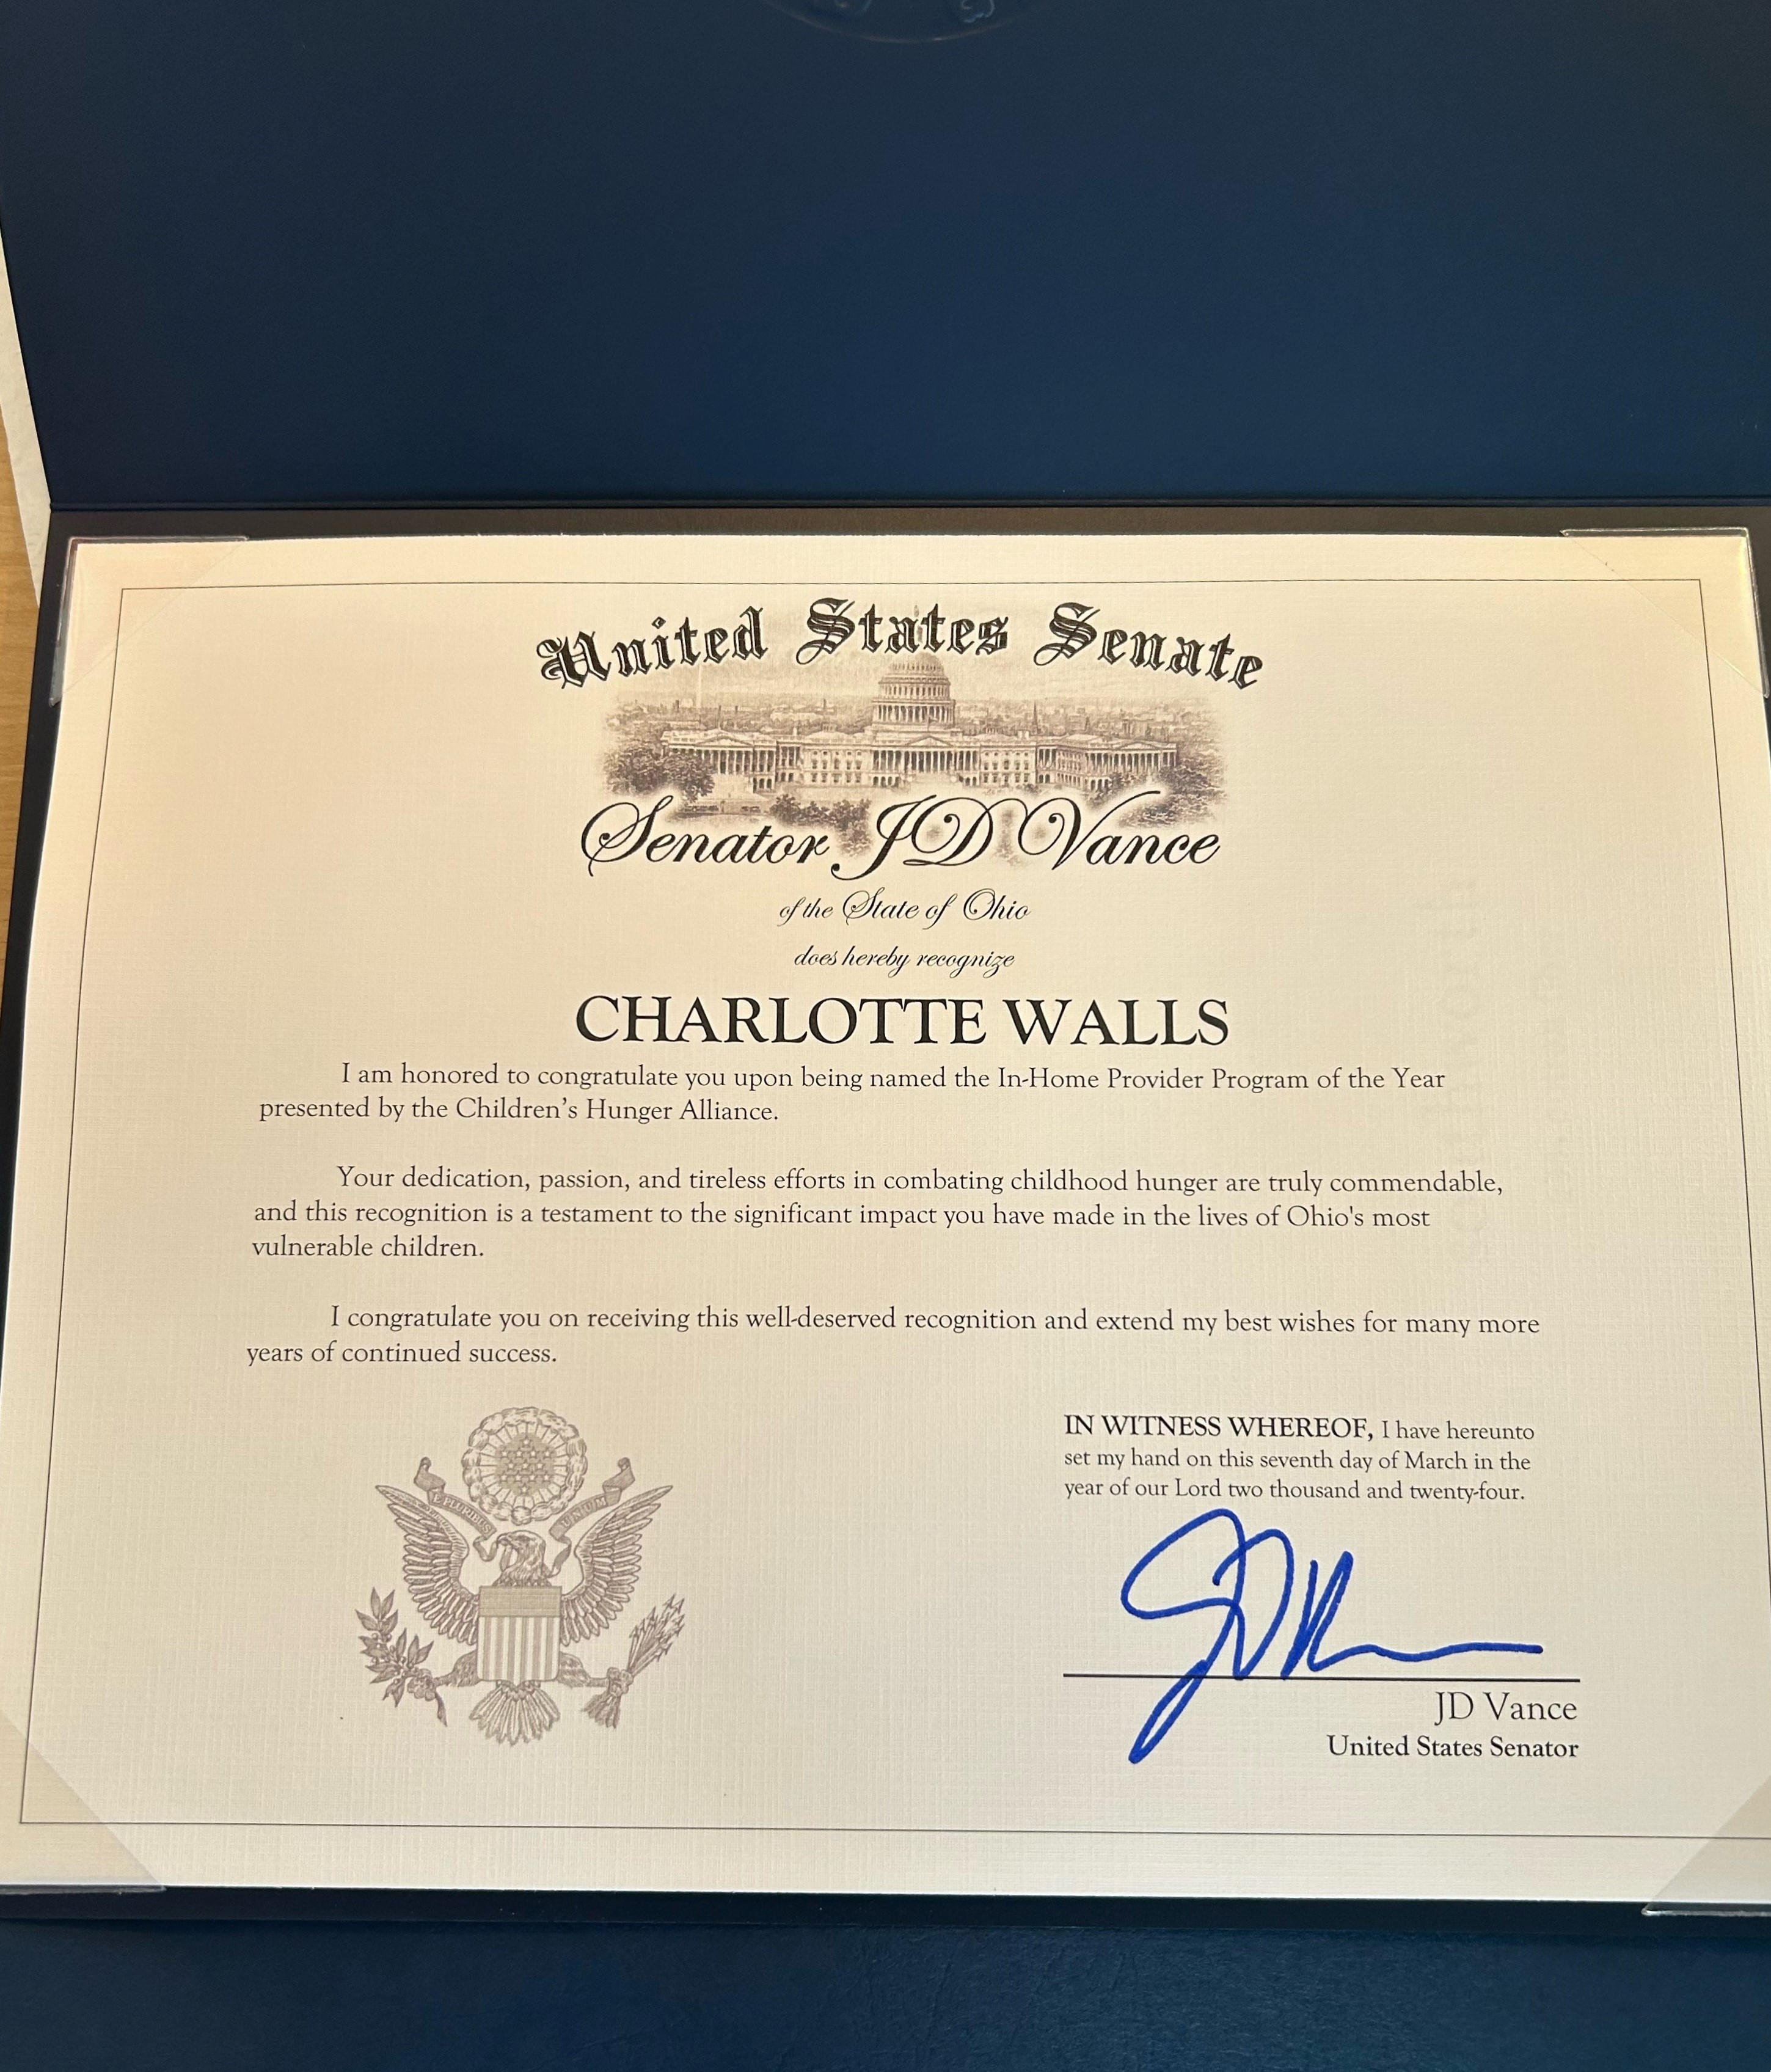 United States Senate
Senator JD Vance
of the State of Ohio
does hereby recognize
CHARLOTTE WALLS
I am honored to congratulate you upon being named the In-Home Provider Program of the Year
presented by the Children’s Hunger Alliance.
Your dedication, passion, and tireless efforts in combating childhood hunger are truly commendable,
and this recognition is a testament to the significant impact you have made in the lives of Ohio's most
vulnerable children.
I congratulate you on receiving this well-deserved recognition and extend my best wishes for many more
years of continued success.
E PLURIBUS UNUM
IN WITNESS WHEREOF, I have hereunto
set my hand on this seventh day of March in the
year of our Lord two thousand and twenty-four.
JD Vance
United States Senator